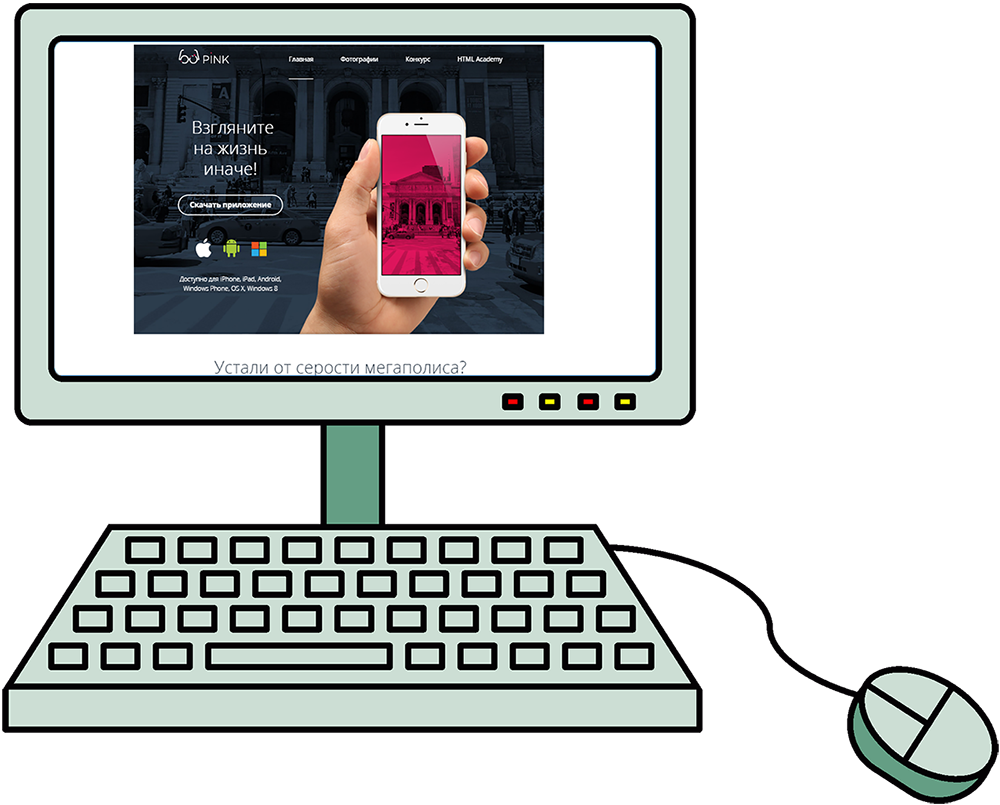 PINK
Главная Фотографии Конкурс HTML Academy
A
Взгляните
на жизнь
иначе!
Скачать приложение
Доступно для iPhone, iPad, Android,
Windows Phone, OS X, Windows 8
Устали от серости мегаполиса?